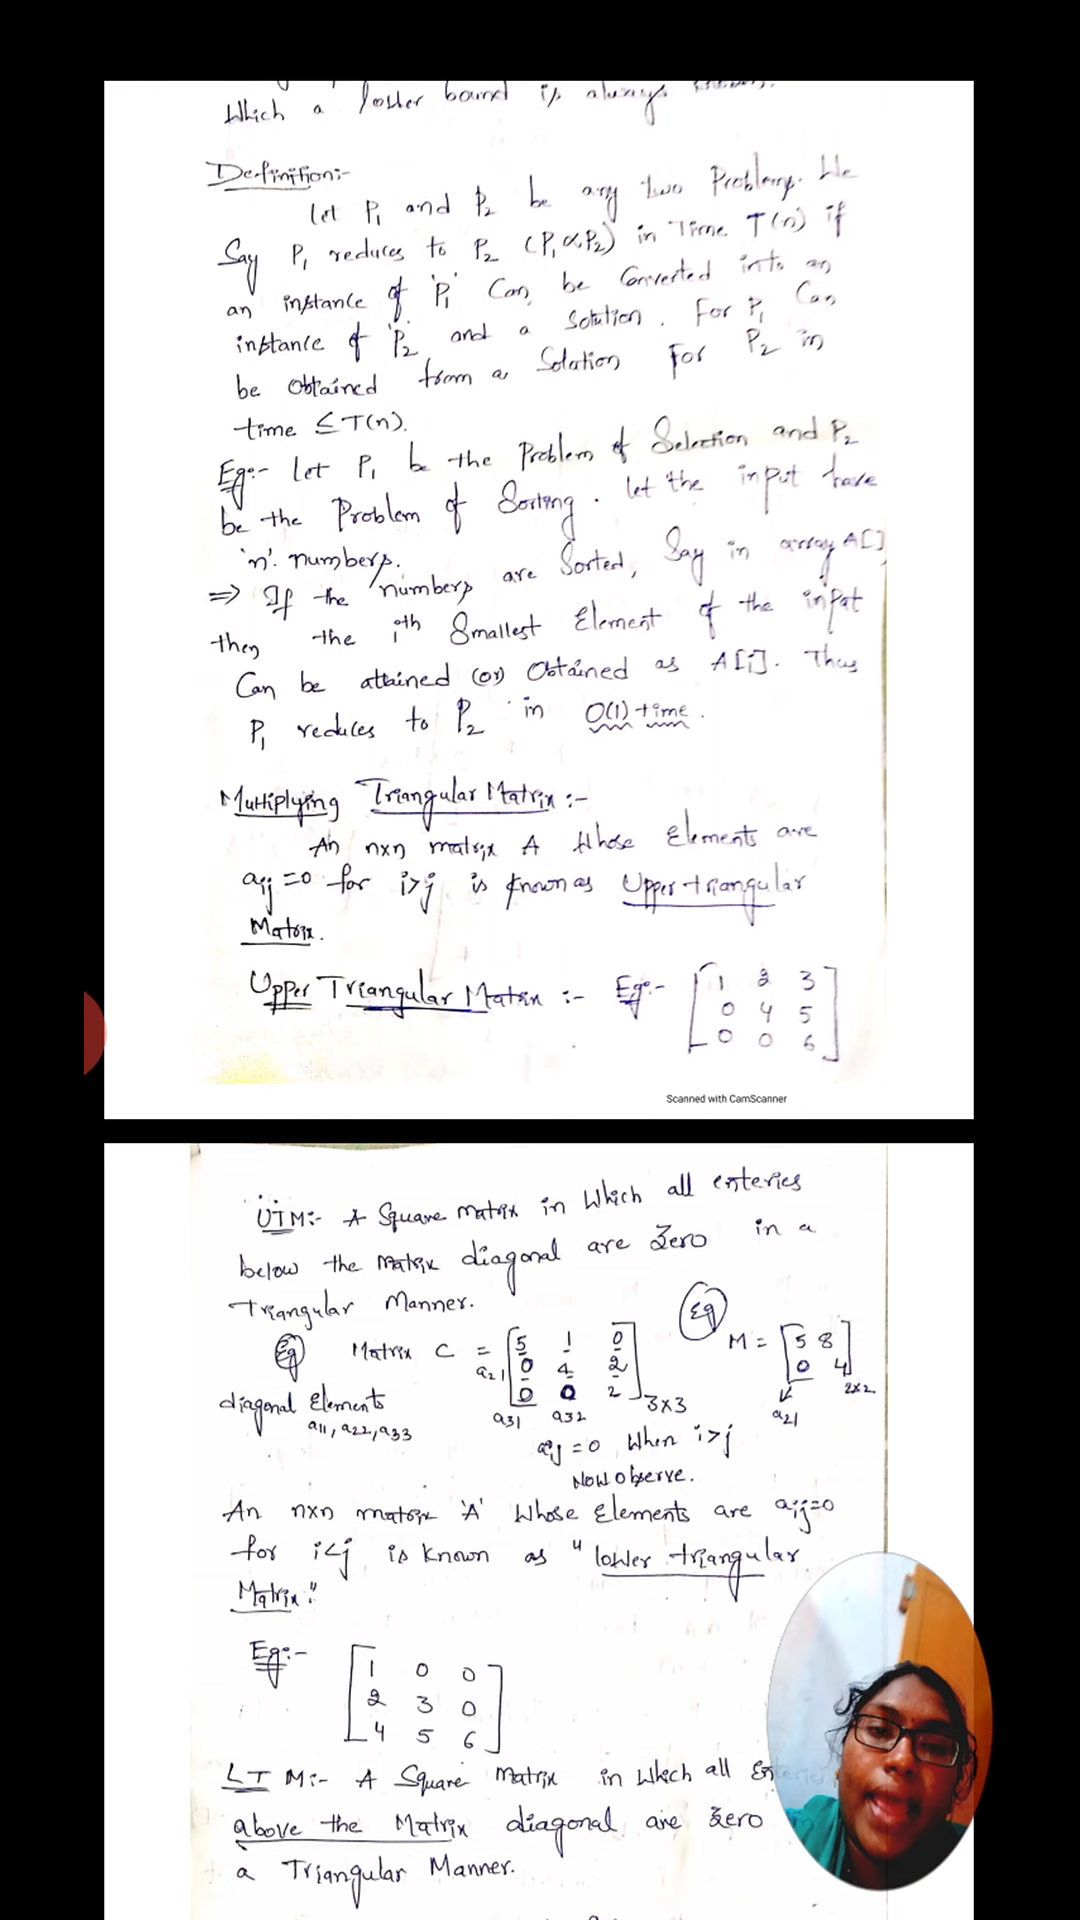 Which a lower bound is always
Definition:-
Let P1 and P2 be any two Problems. We
Say P1 reduces to P2 (P1 ∝ P2) in Time T(n) if
an instance of 'P1' Can be Converted into an
instance of 'P2' and a Solution. For P1 Can
be Obtained from a Solution For P2 in
time ≤ T(n).
Eg:- Let P1 be the Problem of Selection and P2
be the Problem of Sorting. Let the input have
'n'. numbers.
=> If the numbers are Sorted, Say in array A[]
then the ith Smallest Element of the input
Can be attained (or) Obtained as A[i]. Thus
P1 reduces to P2 in O(1) time.
Multiplying Triangular Matrix :-
An nxn matrix A Whose Elements are
aij = 0 for i>j is known as Upper triangular
Matrix.
Upper Triangular Matrix :- Eg:- [1 2 3
0 4 5
0 0 6]
Scanned with CamScanner
UTM:- A Square matrix in Which all enteries
below the matrix diagonal are Zero in a
Triangular Manner.
Eg Matrix C = [5 1 0
a21 0 4 2
0 0 2] 3x3
a31 a32
Eg M = [5 8
0 4] 2x2
a21
diagonal Elements
a11, a22, a33
aij = 0 When i>j
Now observe.
An nxn matrix 'A' Whose Elements are aij=0
for i<j is known as "lower triangular
Matrix:"
Eg:- [1 0 0
2 3 0
4 5 6]
LT M:- A Square matrix in Which all
above the Matrix diagonal are Zero
a Triangular Manner.